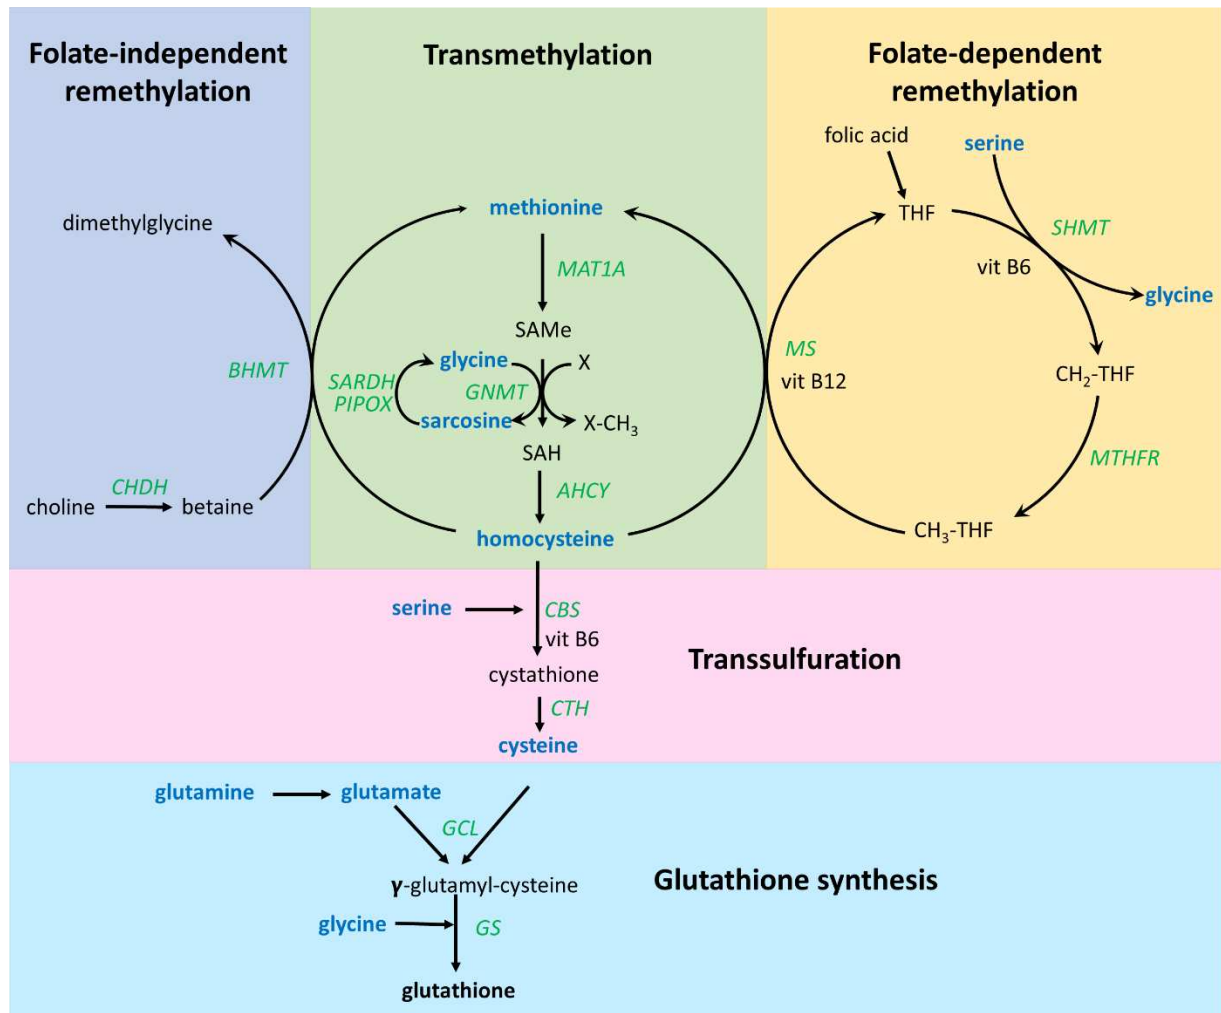 Folate-independent
remethylation
dimethylglycine
BHMT
CHDH
choline
betaine
Transmethylation
methionine
MAT1A
SAMe
glycine
X
SARDH
PIPOX
GNMT
sarcosine
X-CH₃
SAH
AHCY
homocysteine
Folate-dependent
remethylation
folic acid
serine
THF
SHMT
vit B6
glycine
MS
vit B12
CH₂-THF
MTHFR
CH₃-THF
serine
CBS
vit B6
cystathione
CTH
cysteine
Transsulfuration
glutamine
glutamate
GCL
γ-glutamyl-cysteine
glycine
GS
glutathione
Glutathione synthesis